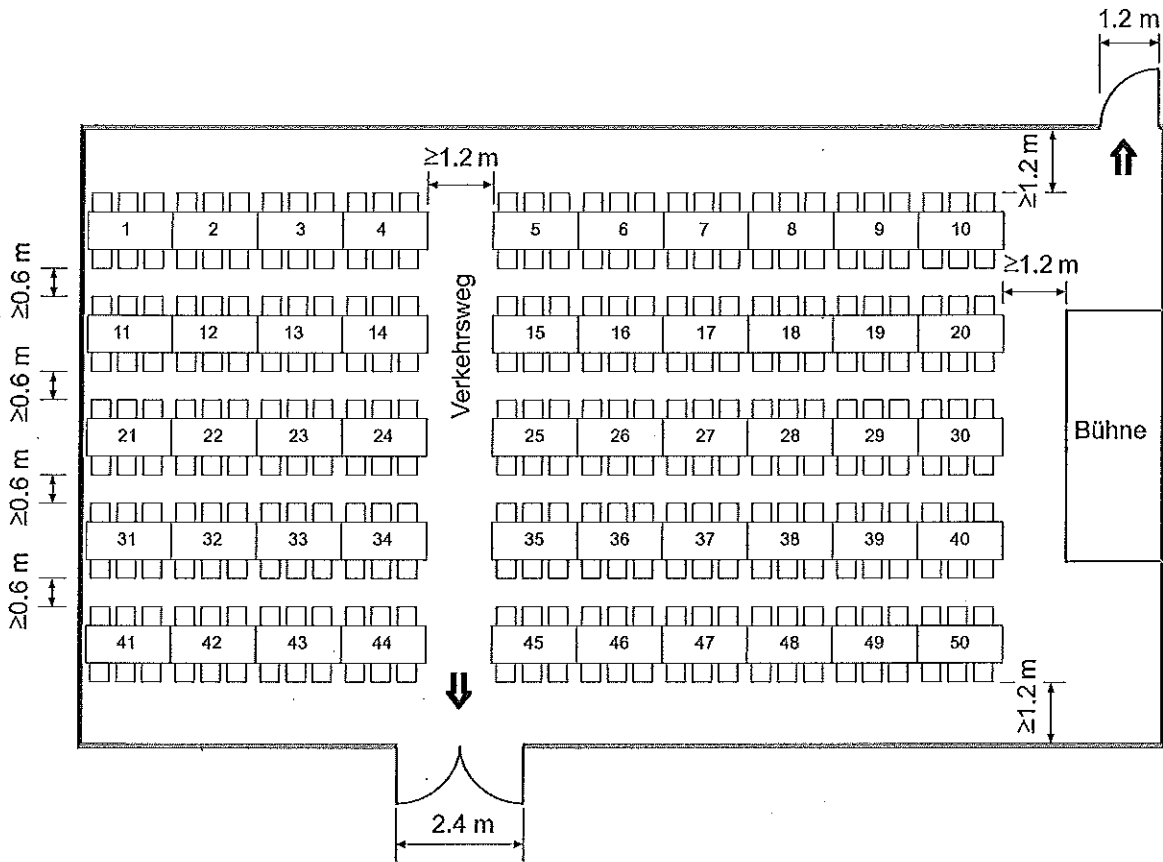 1.2 m
≥1.2 m
≥1.2 m
1 2 3 4 5 6 7 8 9 10
≥0.6 m
≥1.2 m
11 12 13 14 15 16 17 18 19 20
Verkehrsweg
≥0.6 m
21 22 23 24 25 26 27 28 29 30
Bühne
≥0.6 m
31 32 33 34 35 36 37 38 39 40
≥0.6 m
41 42 43 44 45 46 47 48 49 50
≥1.2 m
2.4 m